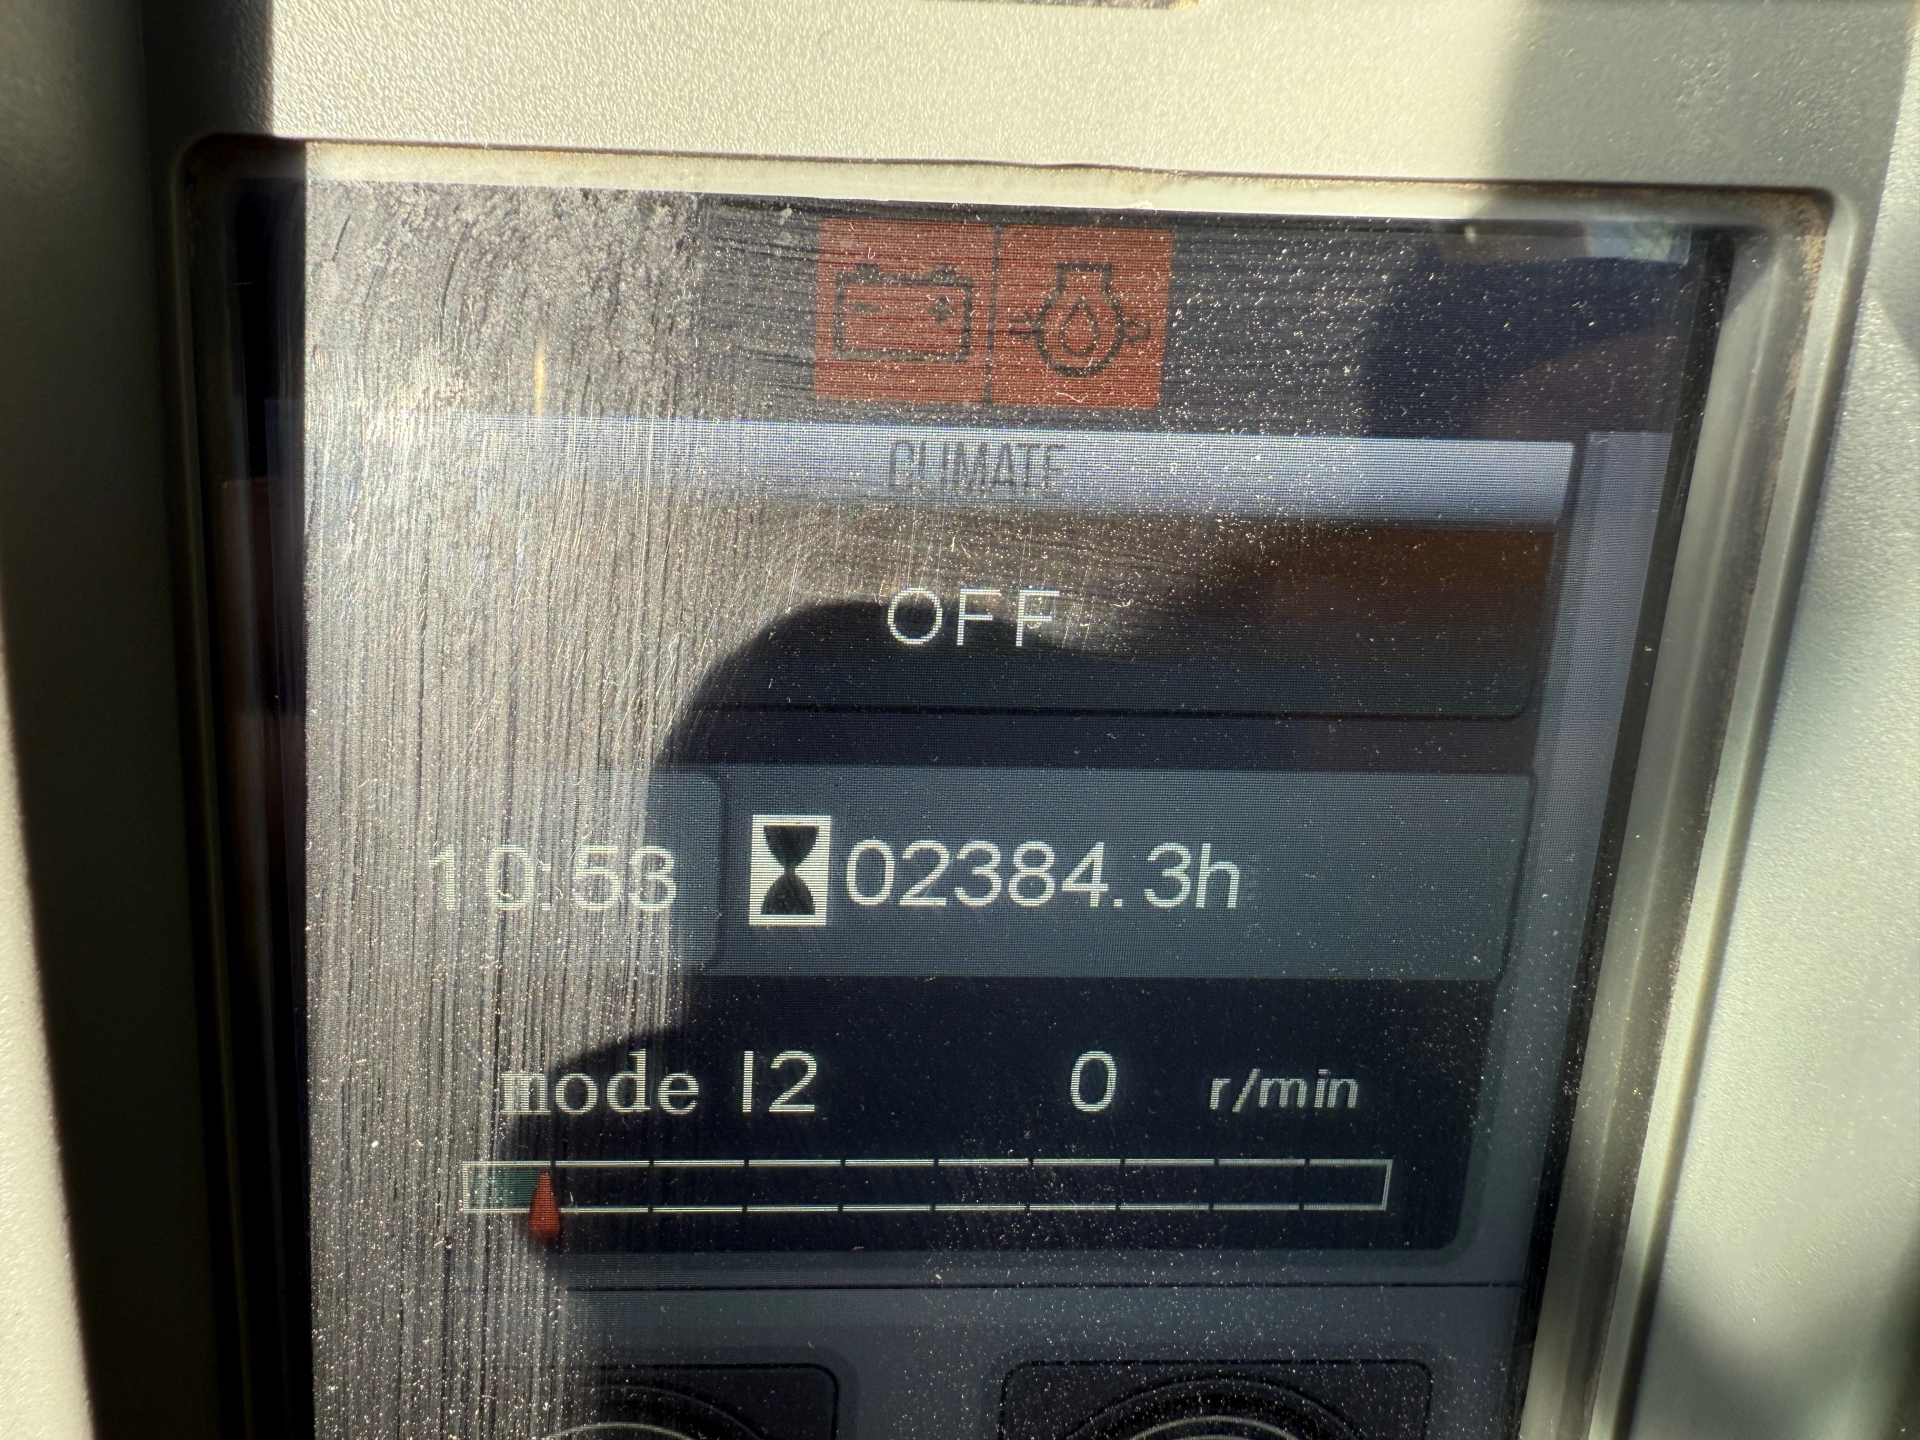 CLIMATE
OFF
10:53 02384.3h
mode I2 0 r/min